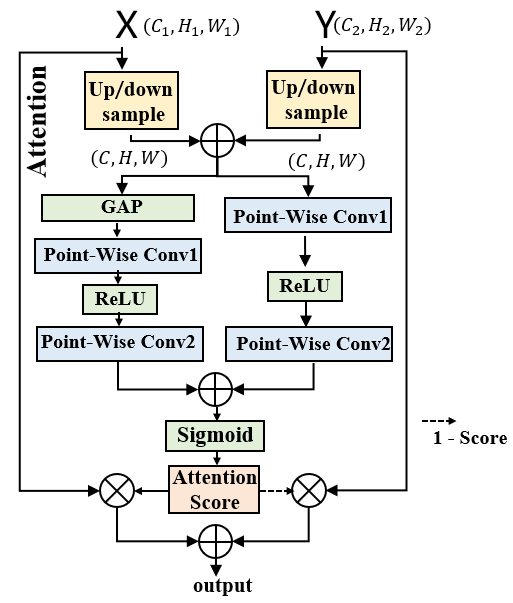 X (C₁, H₁, W₁)
Y (C₂, H₂, W₂)
Attention
Up/down
sample
Up/down
sample
(C, H, W)
(C, H, W)
GAP
Point-Wise Conv1
Point-Wise Conv1
ReLU
ReLU
Point-Wise Conv2
Point-Wise Conv2
Sigmoid
1 - Score
Attention
Score
output